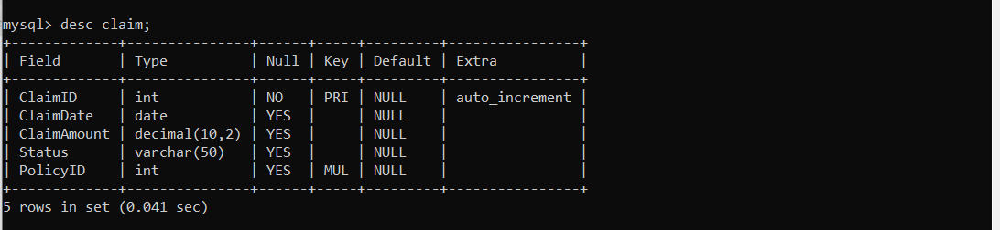 mysql> desc claim;
+-------------+---------------+------+-----+---------+----------------+
| Field       | Type          | Null | Key | Default | Extra          |
+-------------+---------------+------+-----+---------+----------------+
| ClaimID     | int           | NO   | PRI | NULL    | auto_increment |
| ClaimDate   | date          | YES  |     | NULL    |                |
| ClaimAmount | decimal(10,2) | YES  |     | NULL    |                |
| Status      | varchar(50)   | YES  |     | NULL    |                |
| PolicyID    | int           | YES  | MUL | NULL    |                |
+-------------+---------------+------+-----+---------+----------------+
5 rows in set (0.041 sec)